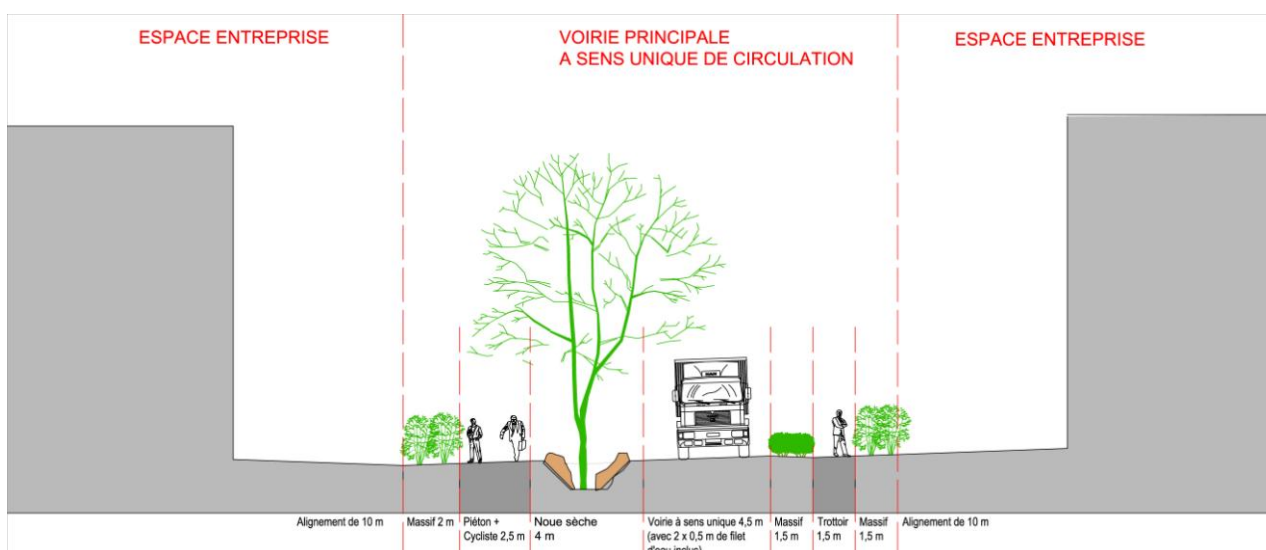 ESPACE ENTREPRISE
VOIRIE PRINCIPALE
A SENS UNIQUE DE CIRCULATION
ESPACE ENTREPRISE
Alignement de 10 m
Massif 2 m
Piéton +
Cycliste 2,5 m
Noue sèche
4 m
Voirie à sens unique 4,5 m
(avec 2 x 0,5 m de filet
d'eau inclus)
Massif
1,5 m
Trottoir
1,5 m
Massif
1,5 m
Alignement de 10 m